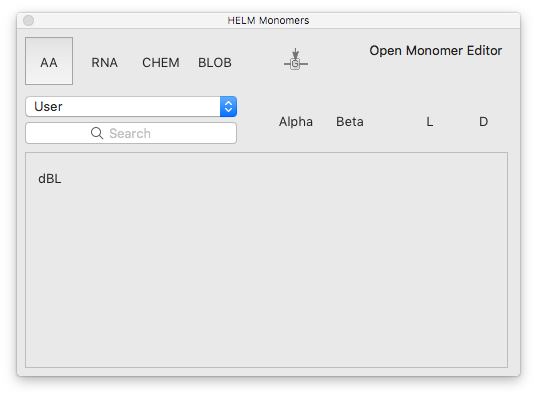 HELM Monomers
AA RNA CHEM BLOB G Open Monomer Editor
User
Search
Alpha Beta L D
dBL